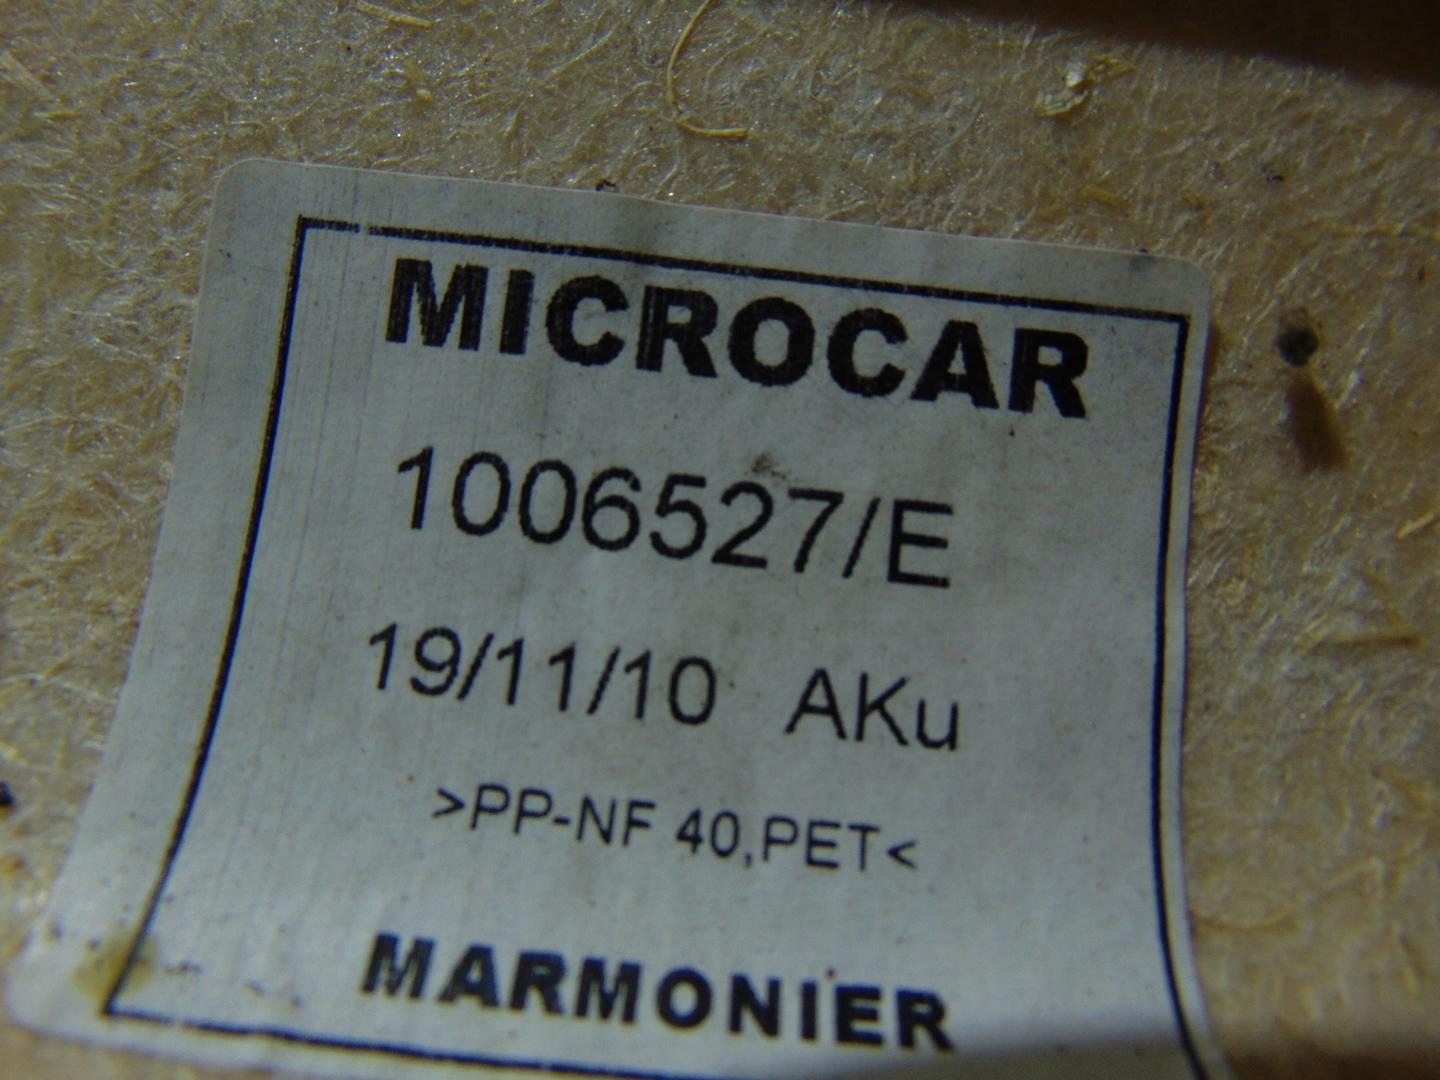 MICROCAR
1006527/E
19/11/10 AKu
>PP-NF 40,PET<
MARMONIER